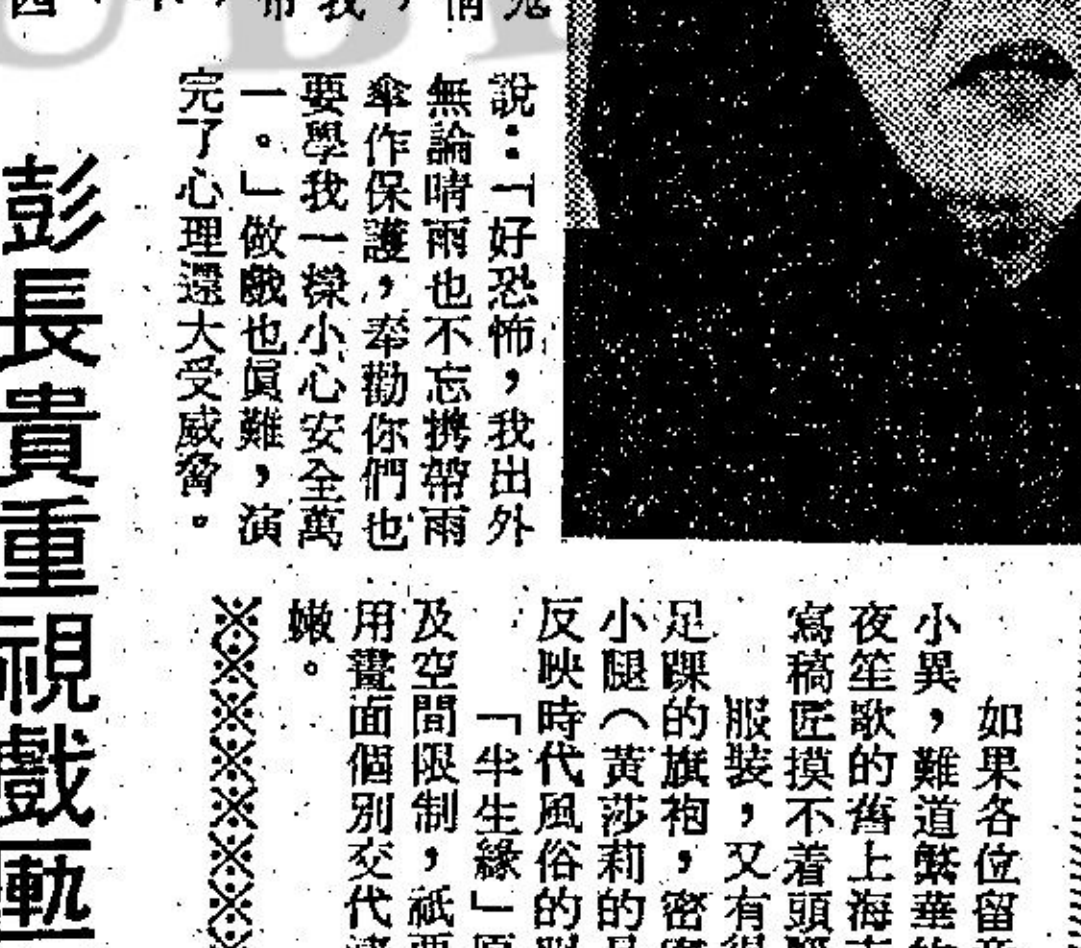 說：「好恐怖，我出外
無論晴雨也不忘携帶雨
傘作保護，奉勸你們也
要學我一樣小心安全萬
一。」做戲也眞難，演
完了心理還大受威脅。
彭長貴重視戲軌
如果各位留
小異，難道繁華的
夜笙歌的舊上海
寫稿匠摸不着頭
服裝，又有得
足踝的旗袍，密
小腿（黃莎莉的
反映時代風俗的
「半生緣」原
及空間限制，祇要
用畫面個別交代
嫩。